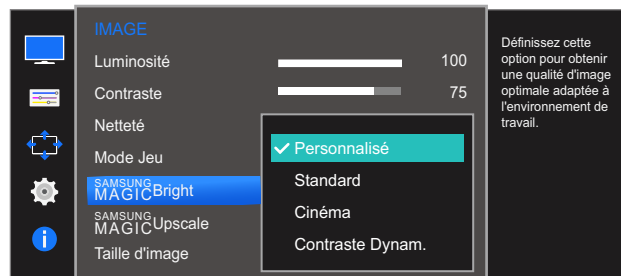 IMAGE
Luminosité 100
Contraste 75
Netteté
Mode Jeu
SAMSUNG
MAGICBright
SAMSUNG
MAGICUpscale
Taille d'image
Personnalisé
Standard
Cinéma
Contraste Dynam.
Définissez cette
option pour obtenir
une qualité d'image
optimale adaptée à
l'environnement de
travail.